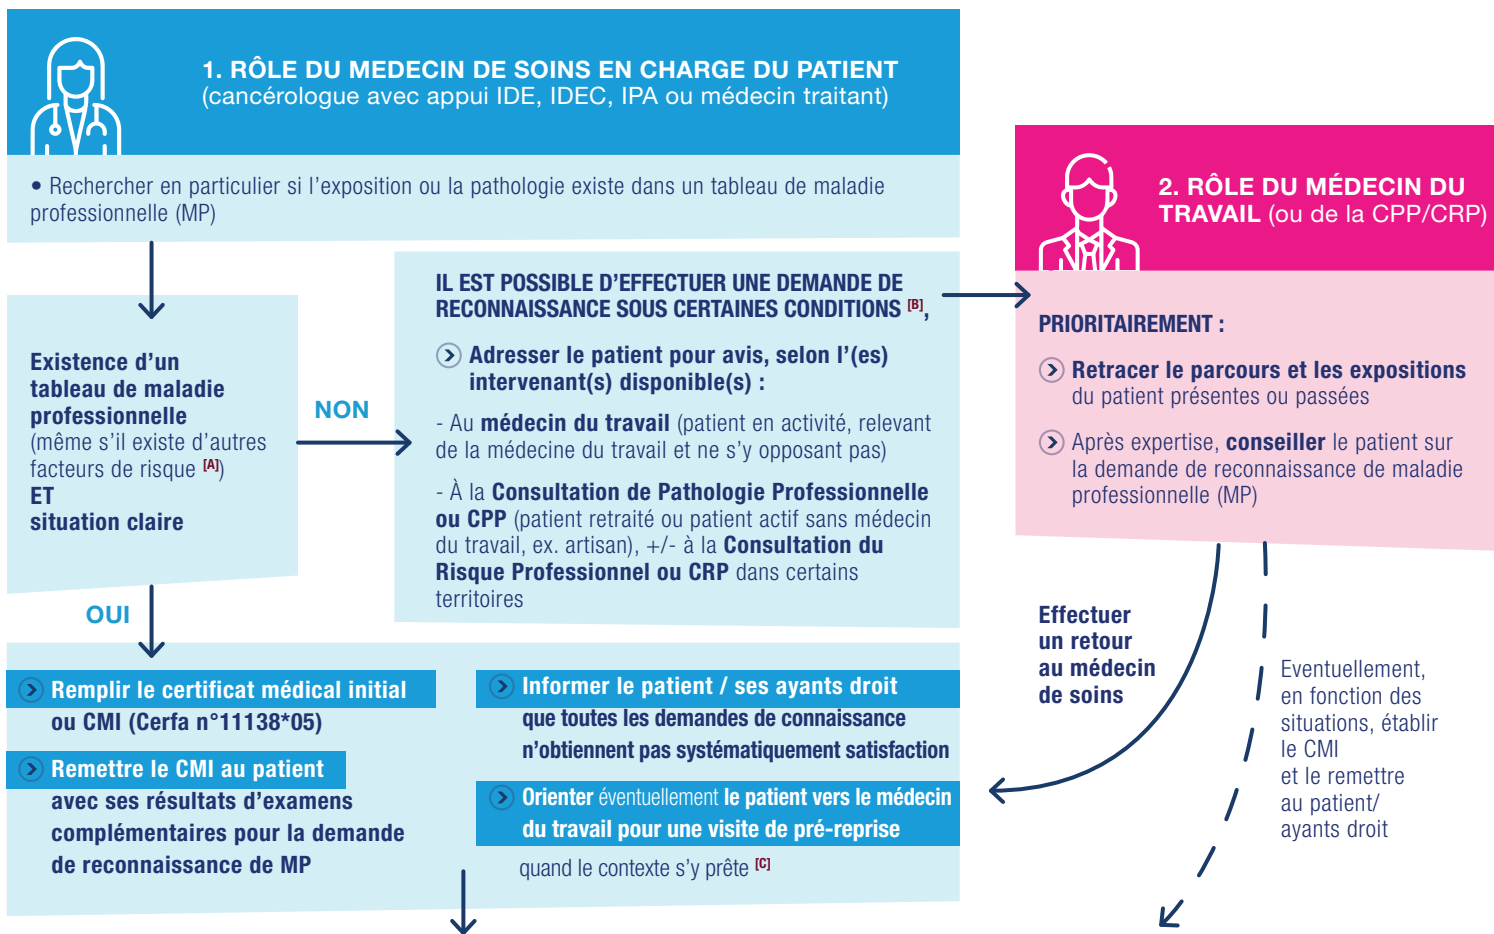 1. RÔLE DU MEDECIN DE SOINS EN CHARGE DU PATIENT
(cancérologue avec appui IDE, IDEC, IPA ou médecin traitant)
• Rechercher en particulier si l'exposition ou la pathologie existe dans un tableau de maladie
professionnelle (MP)
Existence d'un
tableau de maladie
professionnelle
(même s'il existe d'autres
facteurs de risque [A])
ET
situation claire
NON
OUI
IL EST POSSIBLE D'EFFECTUER UNE DEMANDE DE
RECONNAISSANCE SOUS CERTAINES CONDITIONS [B],
Adresser le patient pour avis, selon l'(es)
intervenant(s) disponible(s) :
- Au médecin du travail (patient en activité, relevant
de la médecine du travail et ne s'y opposant pas)
- À la Consultation de Pathologie Professionnelle
ou CPP (patient retraité ou patient actif sans médecin
du travail, ex. artisan), +/- à la Consultation du
Risque Professionnel ou CRP dans certains
territoires
Remplir le certificat médical initial
ou CMI (Cerfa n°11138*05)
Remettre le CMI au patient
avec ses résultats d'examens
complémentaires pour la demande
de reconnaissance de MP
Informer le patient / ses ayants droit
que toutes les demandes de connaissance
n'obtiennent pas systématiquement satisfaction
Orienter éventuellement le patient vers le médecin
du travail pour une visite de pré-reprise
quand le contexte s'y prête [C]
2. RÔLE DU MÉDECIN DU
TRAVAIL (ou de la CPP/CRP)
PRIORITAIREMENT :
Retracer le parcours et les expositions
du patient présentes ou passées
Après expertise, conseiller le patient sur
la demande de reconnaissance de maladie
professionnelle (MP)
Effectuer
un retour
au médecin
de soins
Eventuellement,
en fonction des
situations, établir
le CMI
et le remettre
au patient/
ayants droit